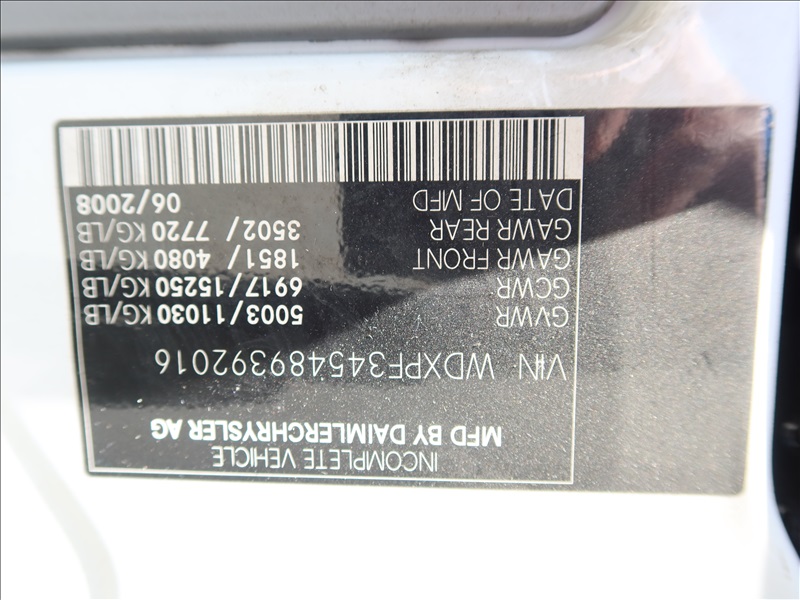 INCOMPLETE VEHICLE
MFD BY DAIMLERCHRYSLER AG
VIN: WDXPF345489392016
GVWR 5003/11030 KG/LB
GCWR 6917/15250 KG/LB
GAWR FRONT 1851/ 4080 KG/LB
GAWR REAR 3502/ 7720 KG/LB
DATE OF MFD 06/2008